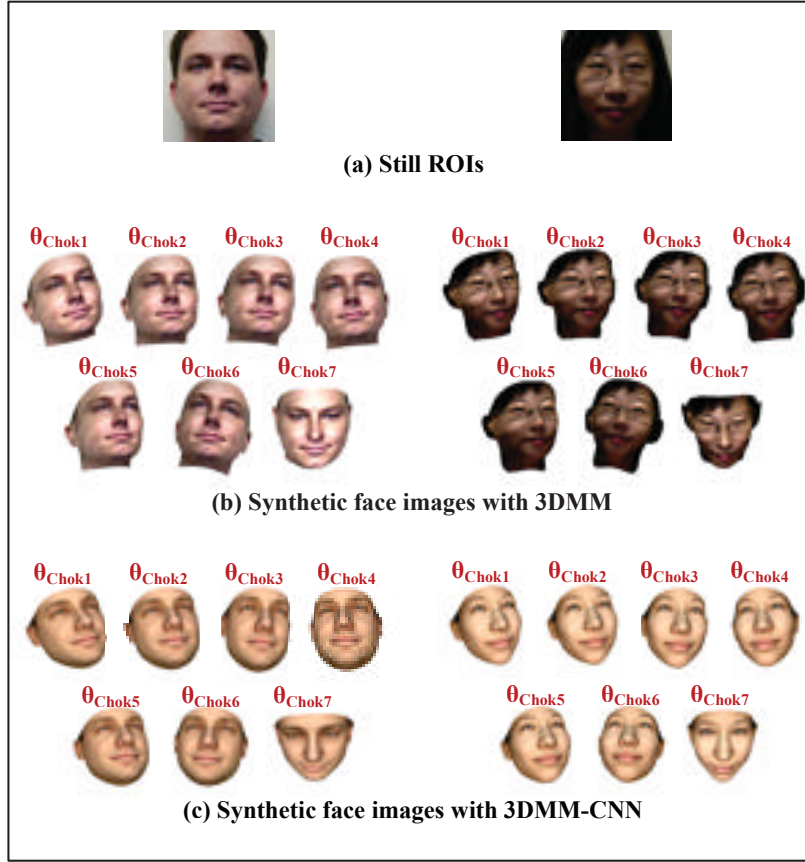 (a) Still ROIs
θChok1 θChok2 θChok3 θChok4 θChok1 θChok2 θChok3 θChok4
θChok5 θChok6 θChok7 θChok5 θChok6 θChok7
(b) Synthetic face images with 3DMM
θChok1 θChok2 θChok3 θChok4 θChok1 θChok2 θChok3 θChok4
θChok5 θChok6 θChok7 θChok5 θChok6 θChok7
(c) Synthetic face images with 3DMM-CNN